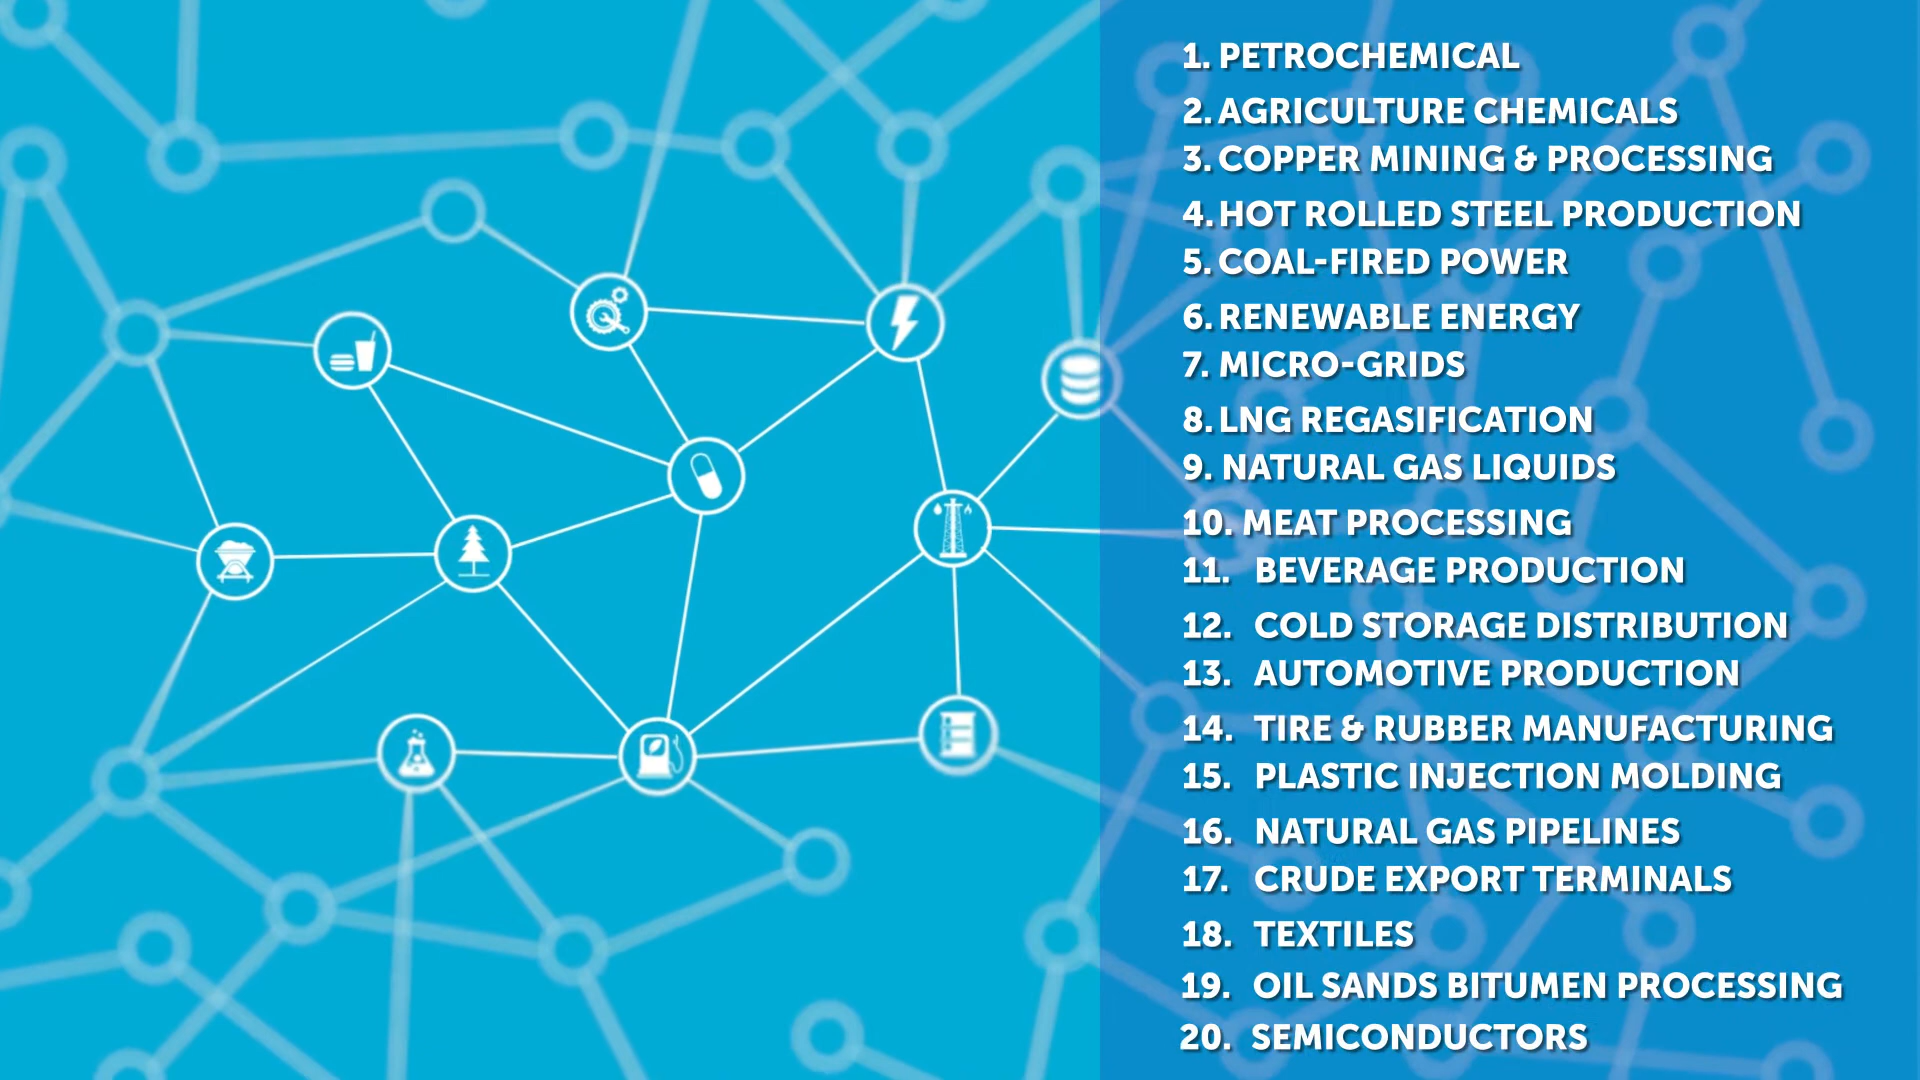 1. PETROCHEMICAL
2. AGRICULTURE CHEMICALS
3. COPPER MINING & PROCESSING
4. HOT ROLLED STEEL PRODUCTION
5. COAL-FIRED POWER
6. RENEWABLE ENERGY
7. MICRO-GRIDS
8. LNG REGASIFICATION
9. NATURAL GAS LIQUIDS
10. MEAT PROCESSING
11. BEVERAGE PRODUCTION
12. COLD STORAGE DISTRIBUTION
13. AUTOMOTIVE PRODUCTION
14. TIRE & RUBBER MANUFACTURING
15. PLASTIC INJECTION MOLDING
16. NATURAL GAS PIPELINES
17. CRUDE EXPORT TERMINALS
18. TEXTILES
19. OIL SANDS BITUMEN PROCESSING
20. SEMICONDUCTORS